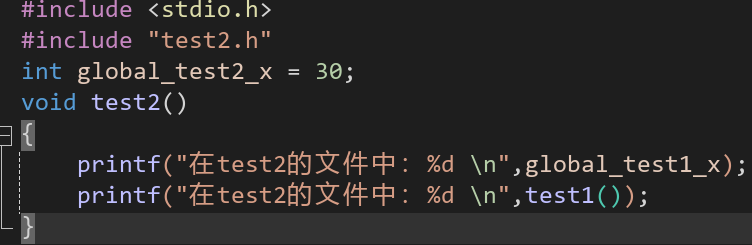 #include <stdio.h>
#include "test2.h"
int global_test2_x = 30;
void test2()
{
printf("在test2的文件中：%d \n",global_test1_x);
printf("在test2的文件中：%d \n",test1());
}